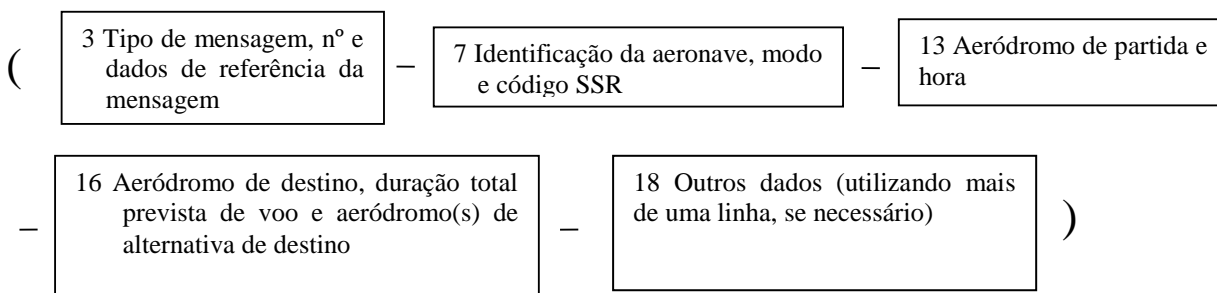 ( 3 Tipo de mensagem, nº e
dados de referência da
mensagem
– 7 Identificação da aeronave, modo
e código SSR
– 13 Aeródromo de partida e
hora
– 16 Aeródromo de destino, duração total
prevista de voo e aeródromo(s) de
alternativa de destino
– 18 Outros dados (utilizando mais
de uma linha, se necessário) )